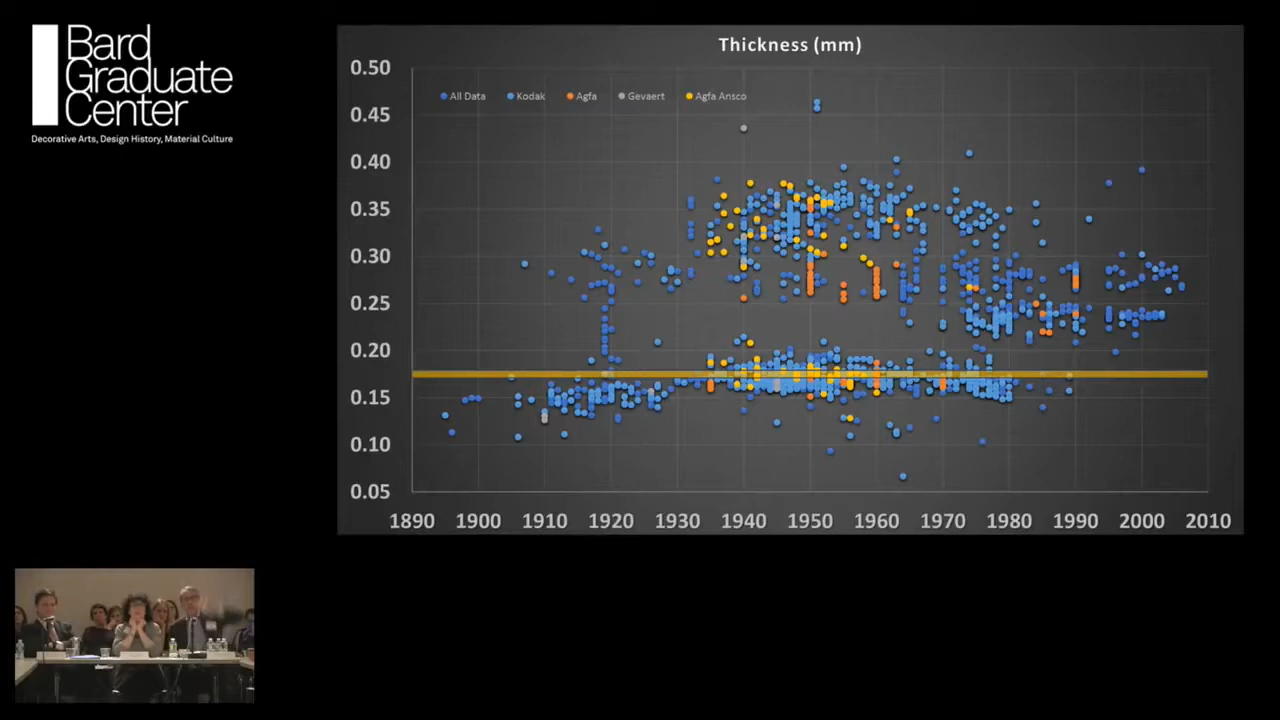 Bard
Graduate
Center
Decorative Arts, Design History, Material Culture
Thickness (mm)
All Data Kodak Agfa Gevaert Agfa Ansco
0.50
0.45
0.40
0.35
0.30
0.25
0.20
0.15
0.10
0.05
1890 1900 1910 1920 1930 1940 1950 1960 1970 1980 1990 2000 2010